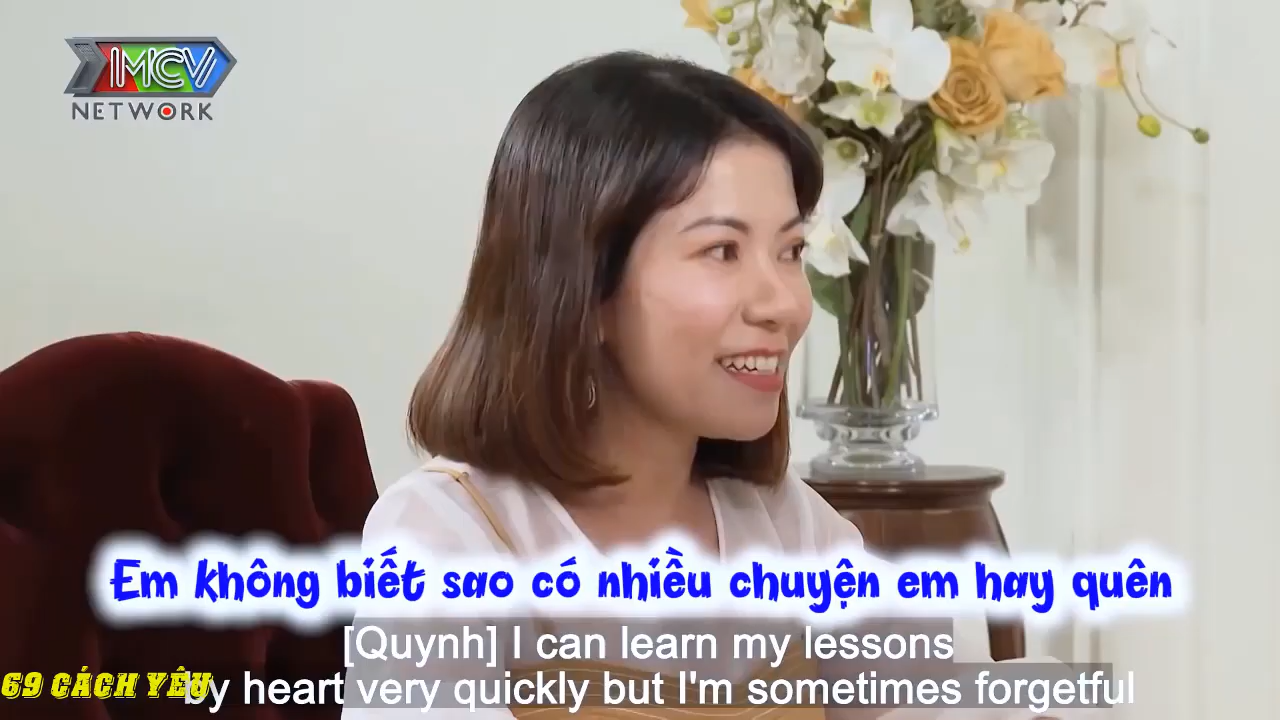 MCV
NETWORK
Em không biết sao có nhiều chuyện em hay quên
[Quynh] I can learn my lessons
by heart very quickly but I'm sometimes forgetful
69 CÁCH YÊU